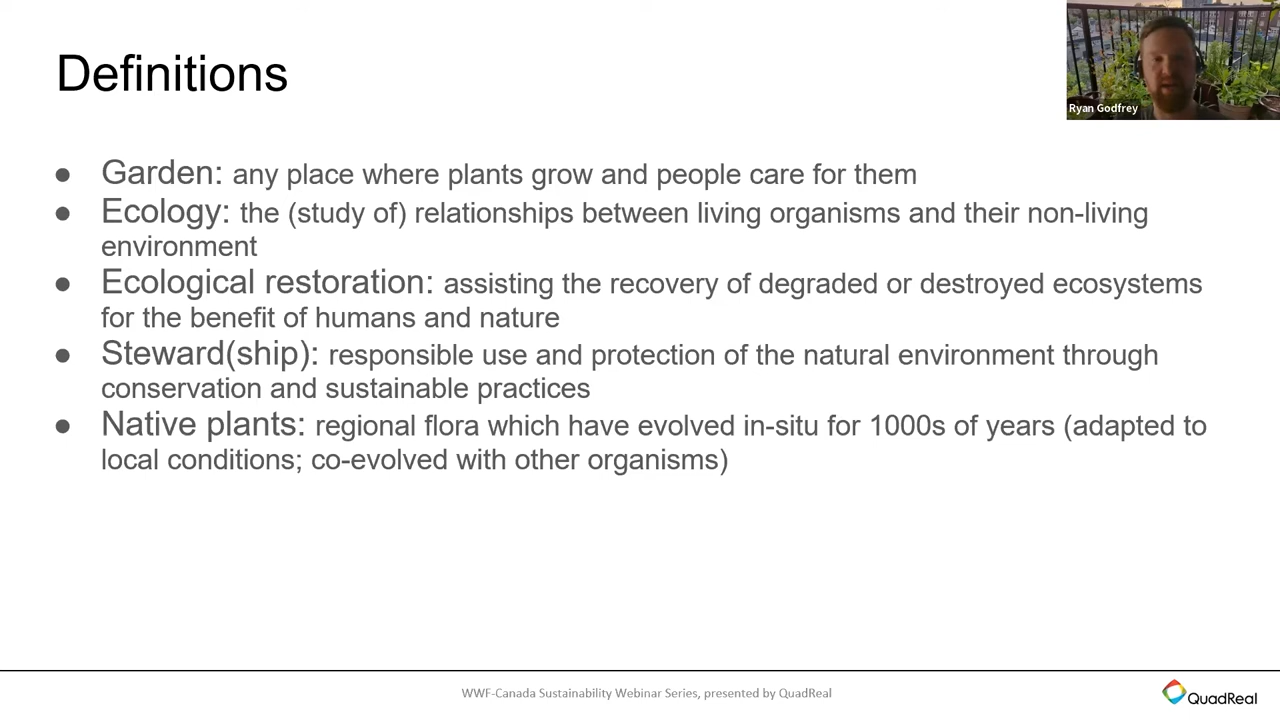 Definitions
Ryan Godfrey
● Garden: any place where plants grow and people care for them
● Ecology: the (study of) relationships between living organisms and their non-living
environment
● Ecological restoration: assisting the recovery of degraded or destroyed ecosystems
for the benefit of humans and nature
● Steward(ship): responsible use and protection of the natural environment through
conservation and sustainable practices
● Native plants: regional flora which have evolved in-situ for 1000s of years (adapted to
local conditions; co-evolved with other organisms)
WWF-Canada Sustainability Webinar Series, presented by QuadReal
QuadReal